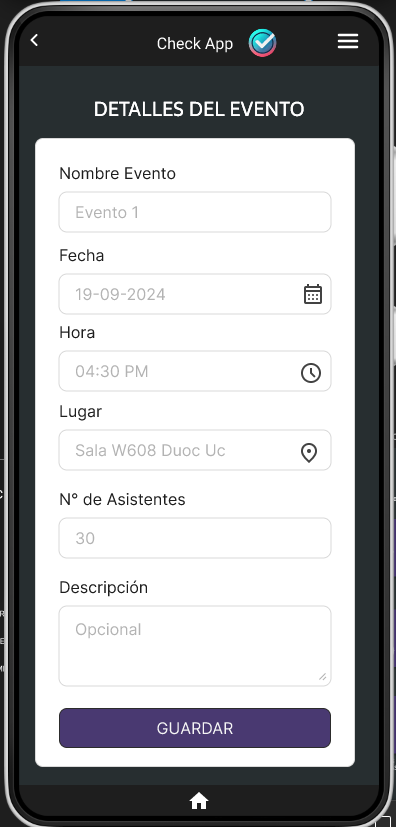 Check App
DETALLES DEL EVENTO
Nombre Evento
Evento 1
Fecha
19-09-2024
Hora
04:30 PM
Lugar
Sala W608 Duoc Uc
N° de Asistentes
30
Descripción
Opcional
GUARDAR